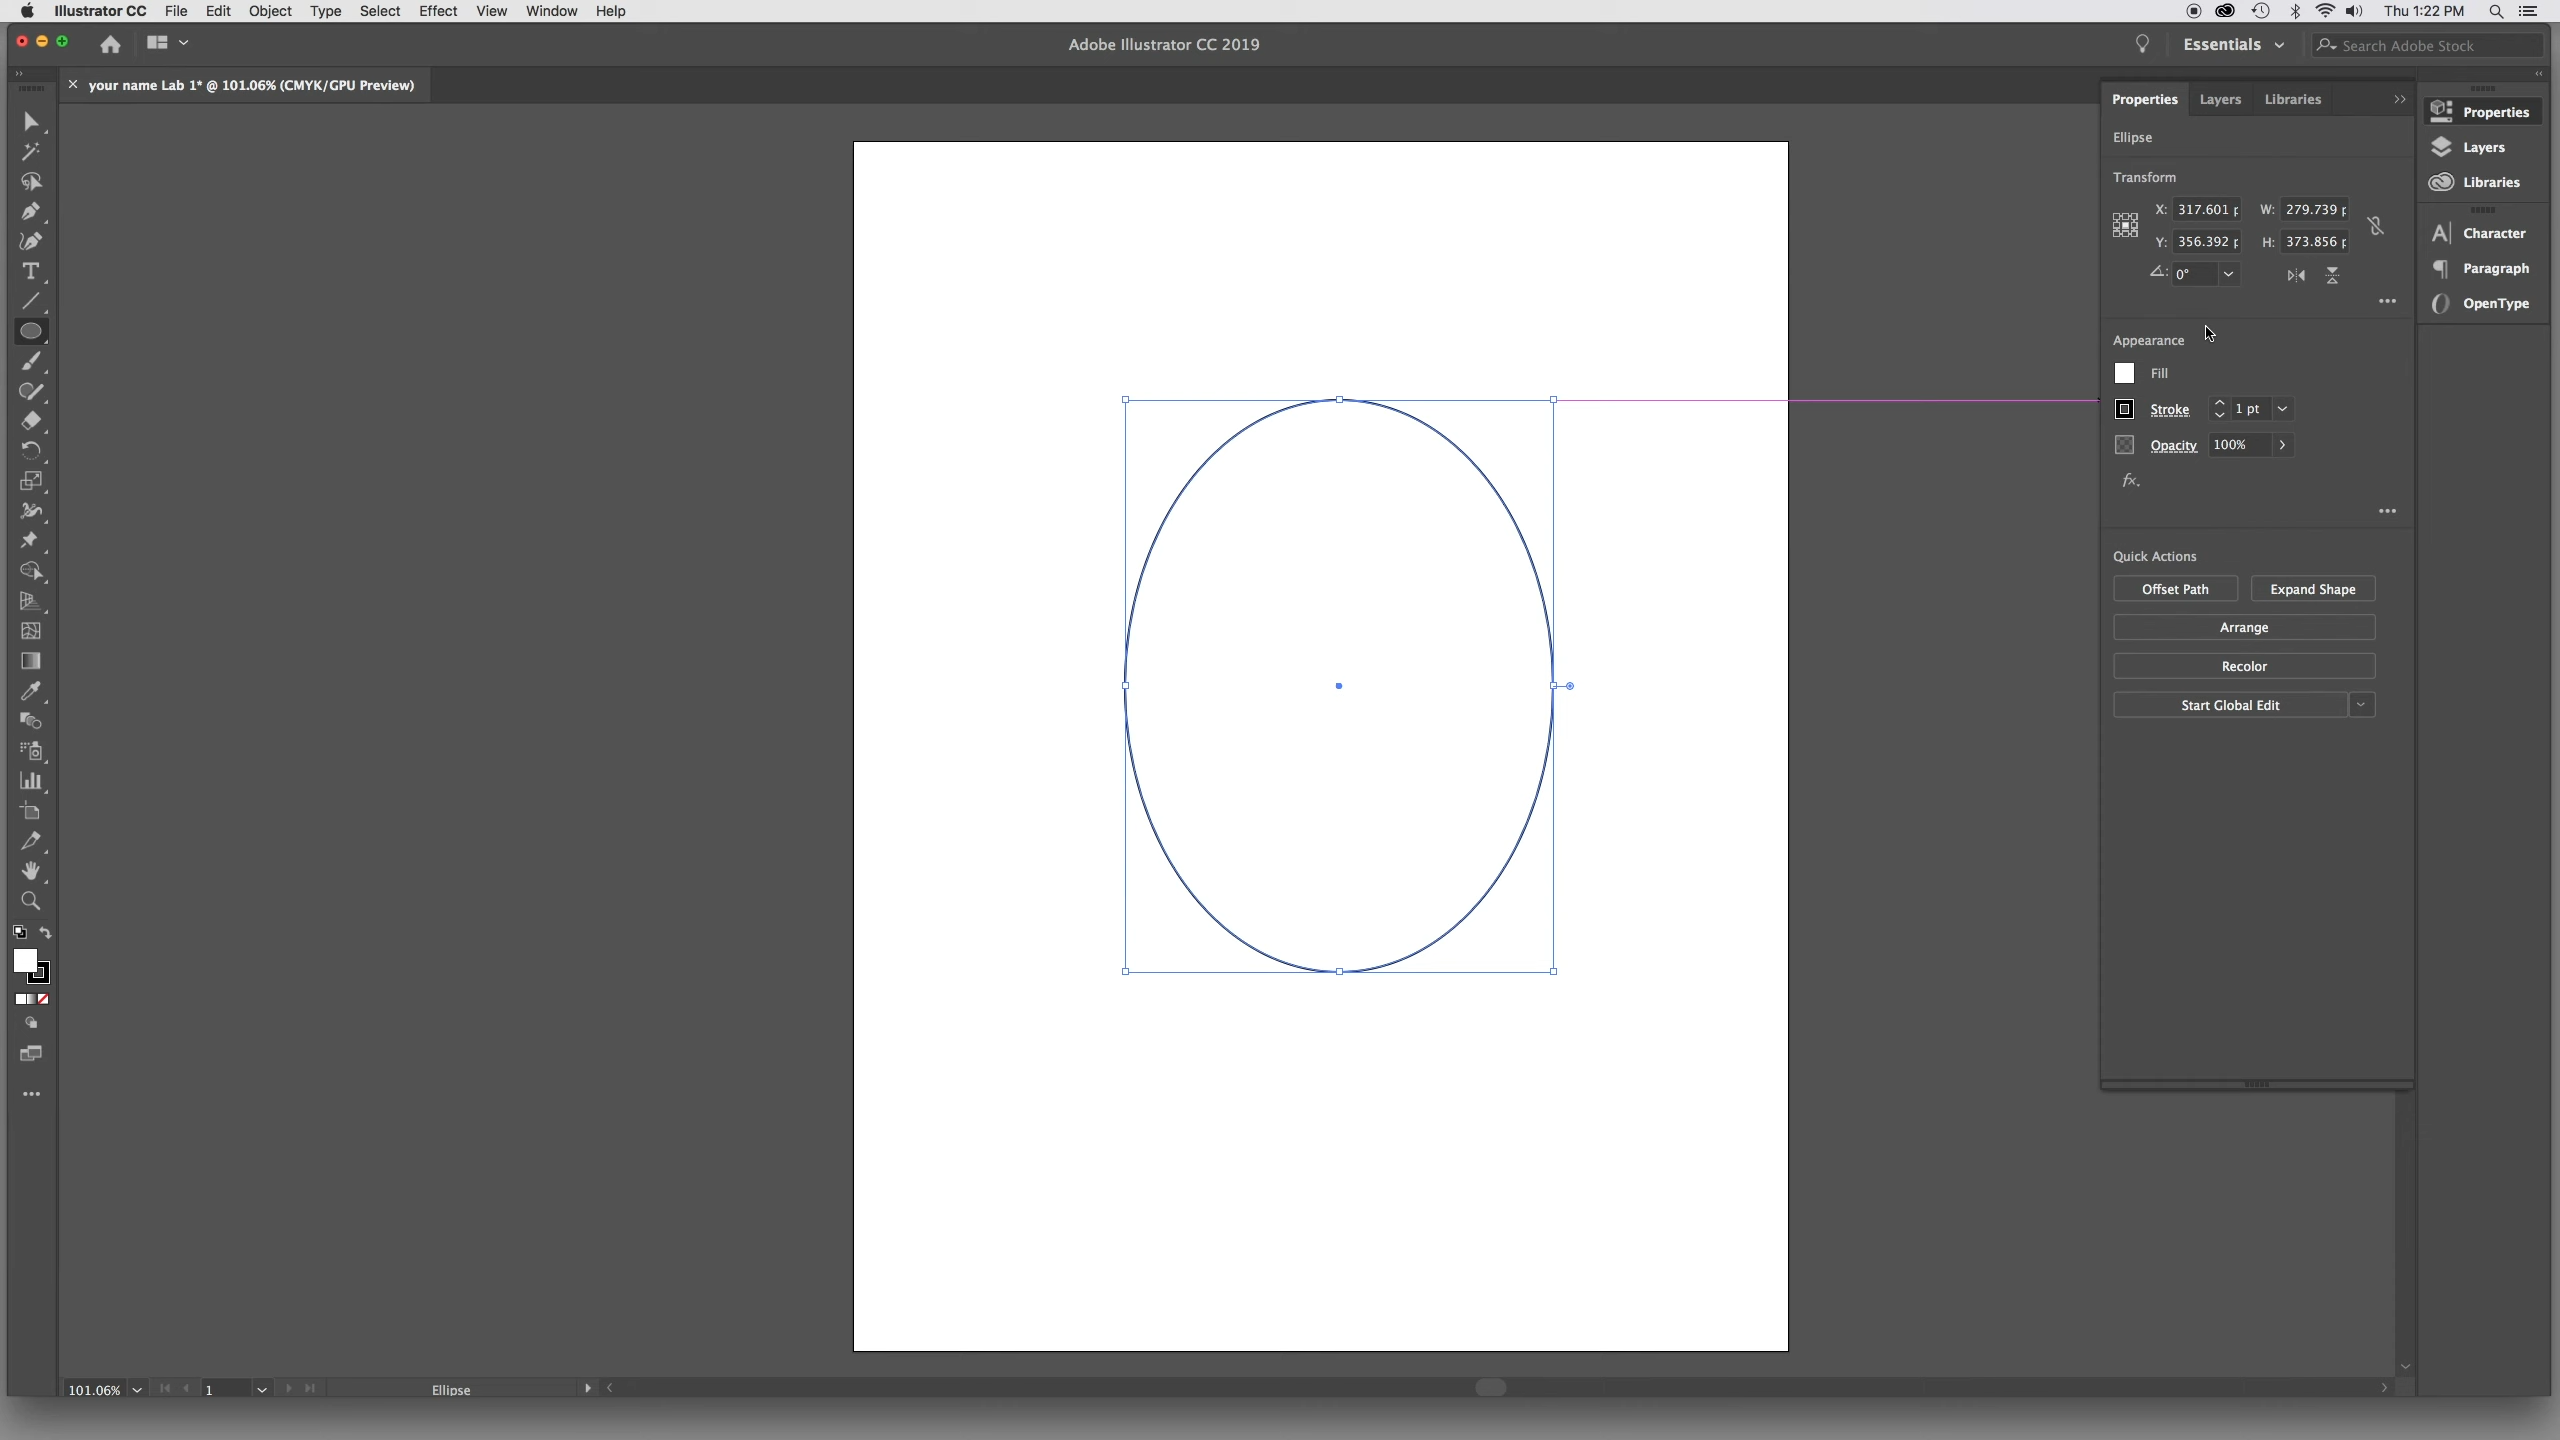 Illustrator CC File Edit Object Type Select Effect View Window Help Thu 1:22 PM
Adobe Illustrator CC 2019 Essentials Search Adobe Stock
your name Lab 1* @ 101.06% (CMYK/GPU Preview)
Properties Layers Libraries
Ellipse
Transform
X: 317.601 p W: 279.739 p
Y: 356.392 p H: 373.856 p
0°
Appearance
Fill
Stroke 1 pt
Opacity 100%
fx.
Quick Actions
Offset Path Expand Shape
Arrange
Recolor
Start Global Edit
Properties
Layers
Libraries
Character
Paragraph
OpenType
101.06% 1 Ellipse